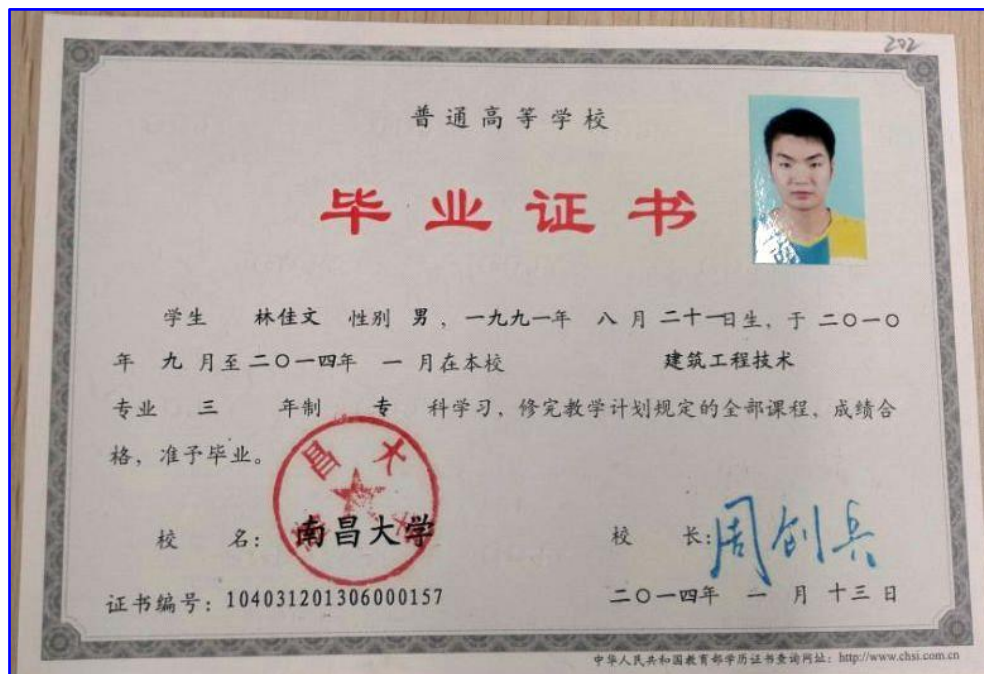 202
普通高等学校
毕业证书
学生 林佳文 性别 男，一九九一年 八 月 二十一日生，于 二〇一〇
年 九 月至 二〇一四年 一 月在本校 建筑工程技术
专业 三 年制 专 科学习，修完教学计划规定的全部课程，成绩合
格，准予毕业。
校 名： 南昌大学
校 长：周创兵
证书编号：104031201306000157
二〇一四年 一 月 十三 日
中华人民共和国教育部学历证书查询网址：http://www.chsi.com.cn